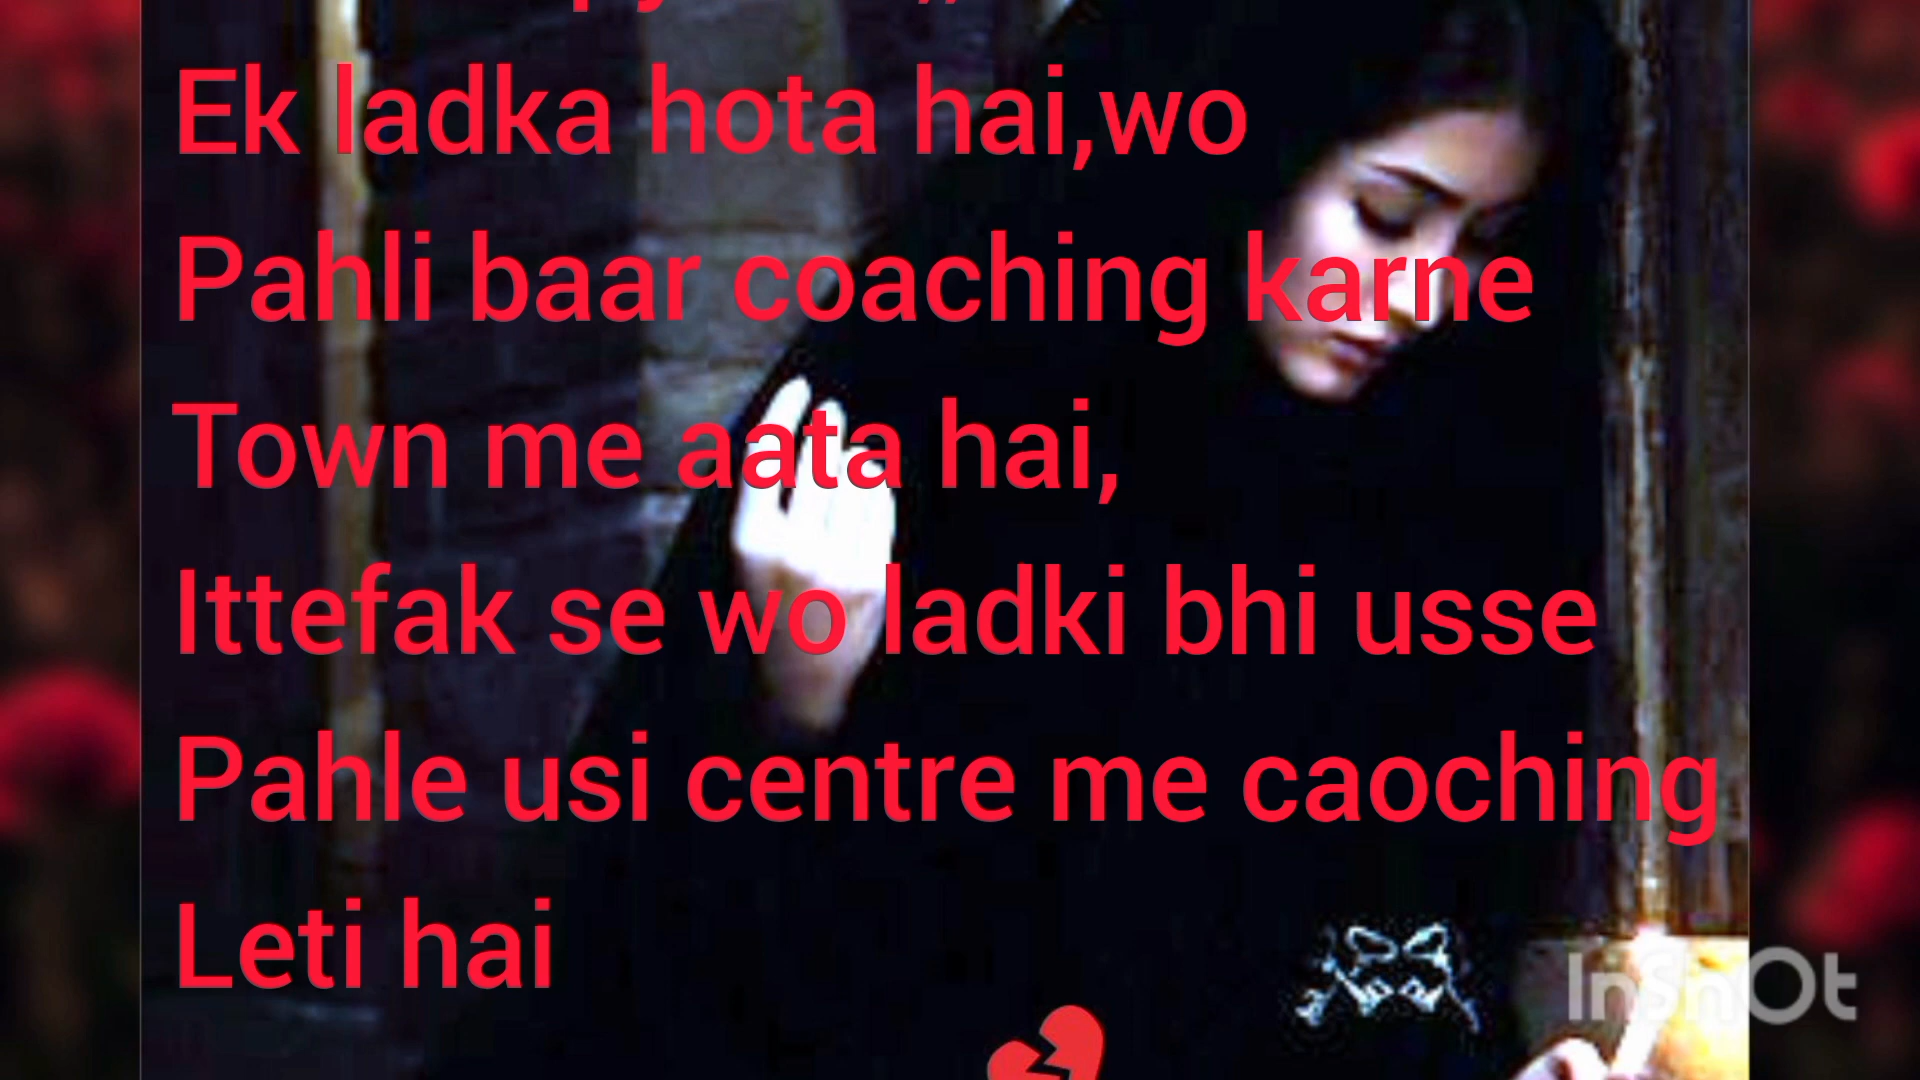 Ek ladka hota hai,wo
Pahli baar coaching karne
Town me aata hai,
Ittefak se wo ladki bhi usse
Pahle usi centre me caoching
Leti hai
InShOt